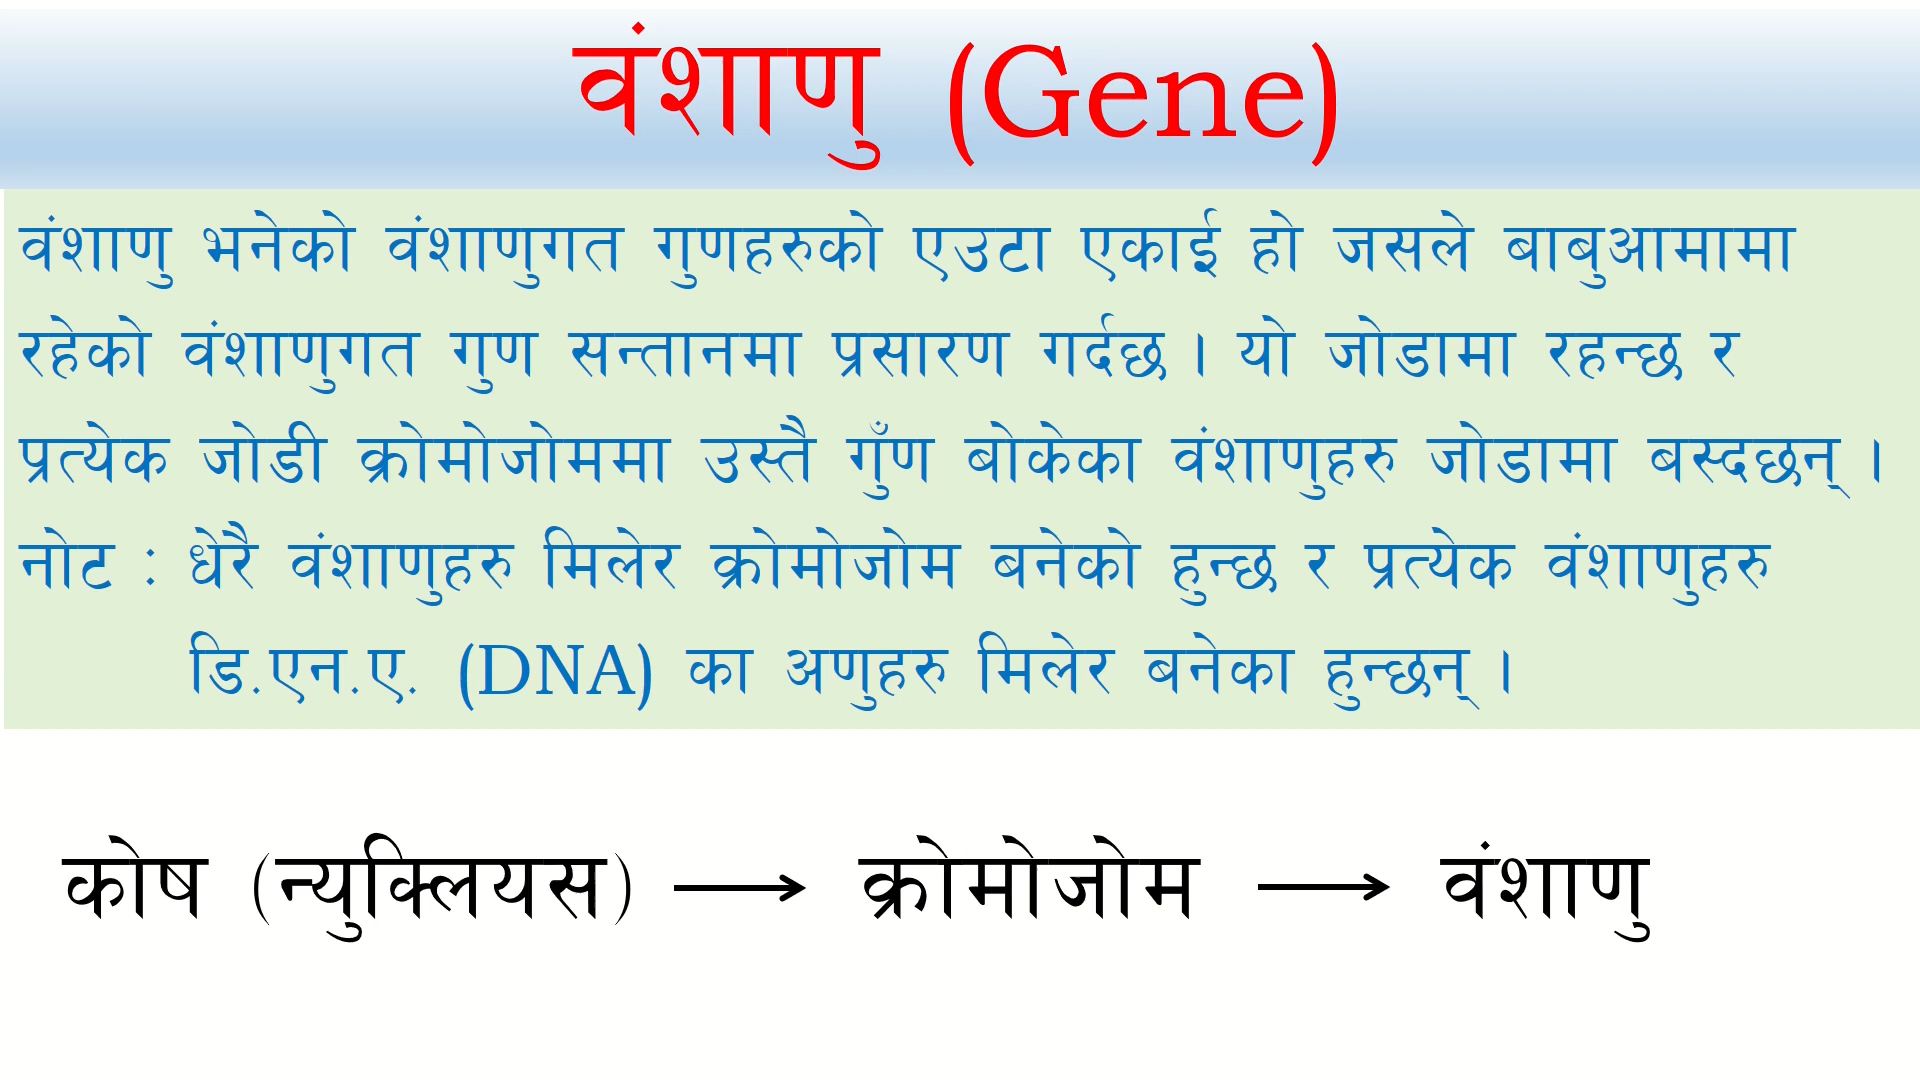 वंशाणु (Gene)
वंशाणु भनेको वंशाणुगत गुणहरुको एउटा एकाई हो जसले बाबुआमामा
रहेको वंशाणुगत गुण सन्तानमा प्रसारण गर्दछ । यो जोडामा रहन्छ र
प्रत्येक जोडी क्रोमोजोममा उस्तै गुँण बोकेका वंशाणुहरु जोडामा बस्दछन् ।
नोट : धेरै वंशाणुहरु मिलेर क्रोमोजोम बनेको हुन्छ र प्रत्येक वंशाणुहरु
डि.एन.ए. (DNA) का अणुहरु मिलेर बनेका हुन्छन् ।
कोष (न्युक्लियस) ⟶ क्रोमोजोम ⟶ वंशाणु